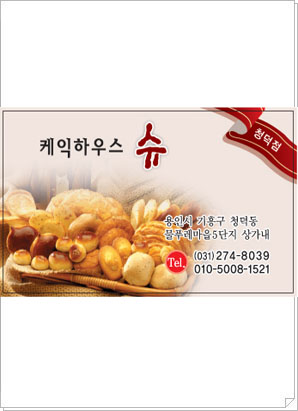 케익하우스 슈
청덕점
용인시 기흥구 청덕동
물푸레마을5단지 상가내
Tel. (031)274-8039
010-5008-1521